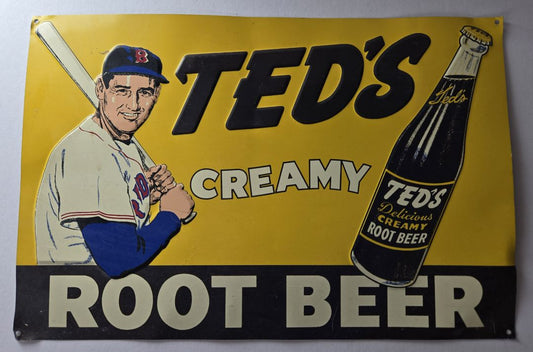 B
TED'S
CREAMY
Ted's
TED'S
Delicious
CREAMY
ROOT BEER
ROOT BEER